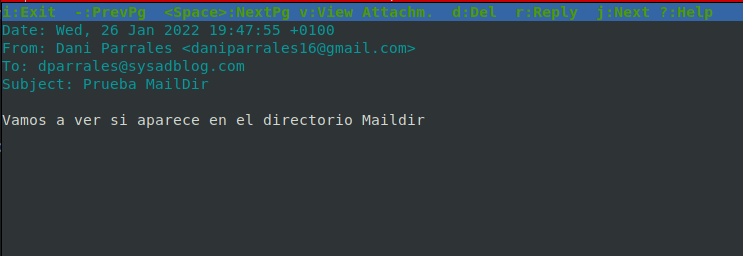 i:Exit  -:PrevPg  <Space>:NextPg v:View Attachm.  d:Del  r:Reply  j:Next ?:Help
Date: Wed, 26 Jan 2022 19:47:55 +0100
From: Dani Parrales <daniparrales16@gmail.com>
To: dparrales@sysadblog.com
Subject: Prueba MailDir

Vamos a ver si aparece en el directorio Maildir